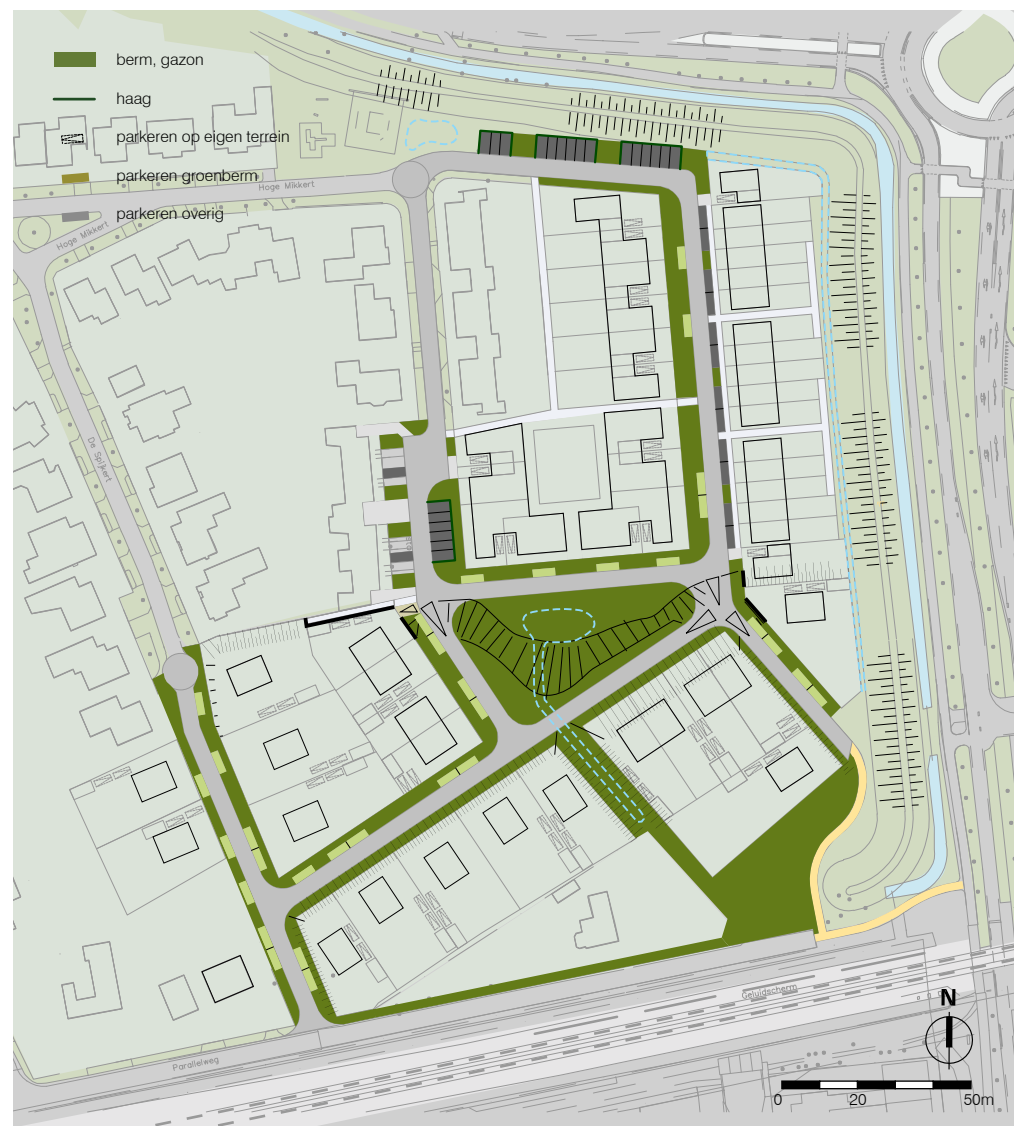 berm, gazon
haag
parkeren op eigen terrein
parkeren groenberm
Hoge Mikkert
parkeren overig
Hoge Mikkert
De Spijkert
Geluidscherm
N
Parallelweg
0 20 50m